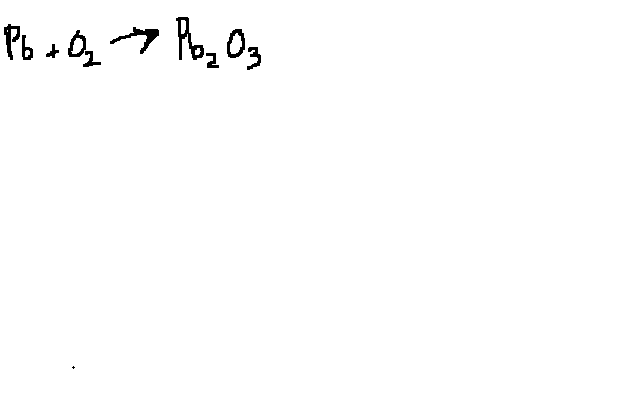 Pb + O₂ → Pb₂O₃